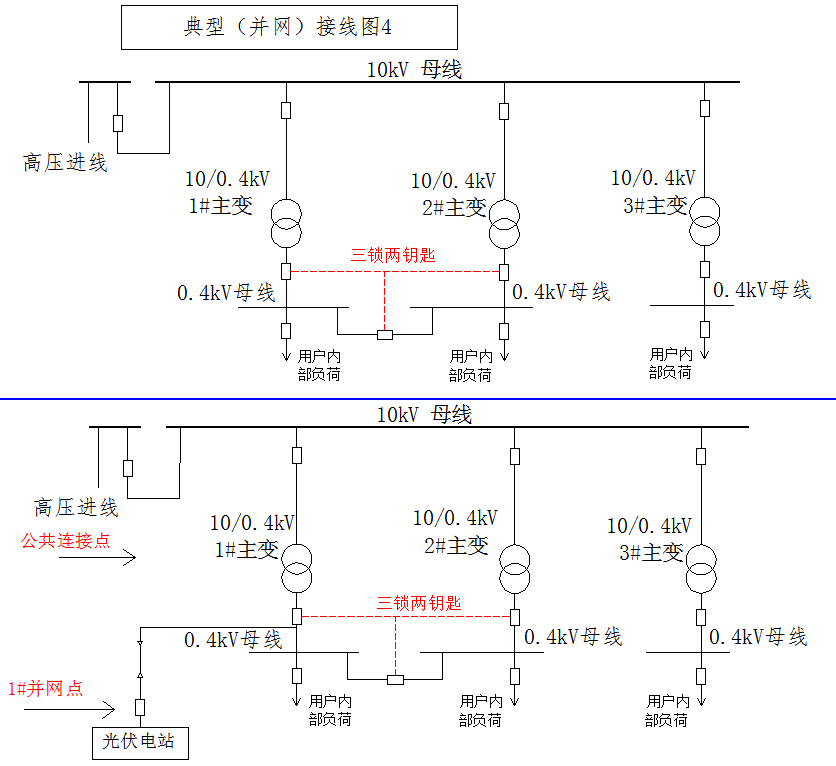 典型（并网）接线图4
10kV 母线
高压进线
10/0.4kV
1#主变
10/0.4kV
2#主变
10/0.4kV
3#主变
三锁两钥匙
0.4kV母线
0.4kV母线
0.4kV母线
用户内
部负荷
用户内
部负荷
用户内
部负荷
10kV 母线
高压进线
公共连接点
10/0.4kV
1#主变
10/0.4kV
2#主变
10/0.4kV
3#主变
三锁两钥匙
0.4kV母线
0.4kV母线
0.4kV母线
1#并网点
用户内
部负荷
用户内
部负荷
用户内
部负荷
光伏电站